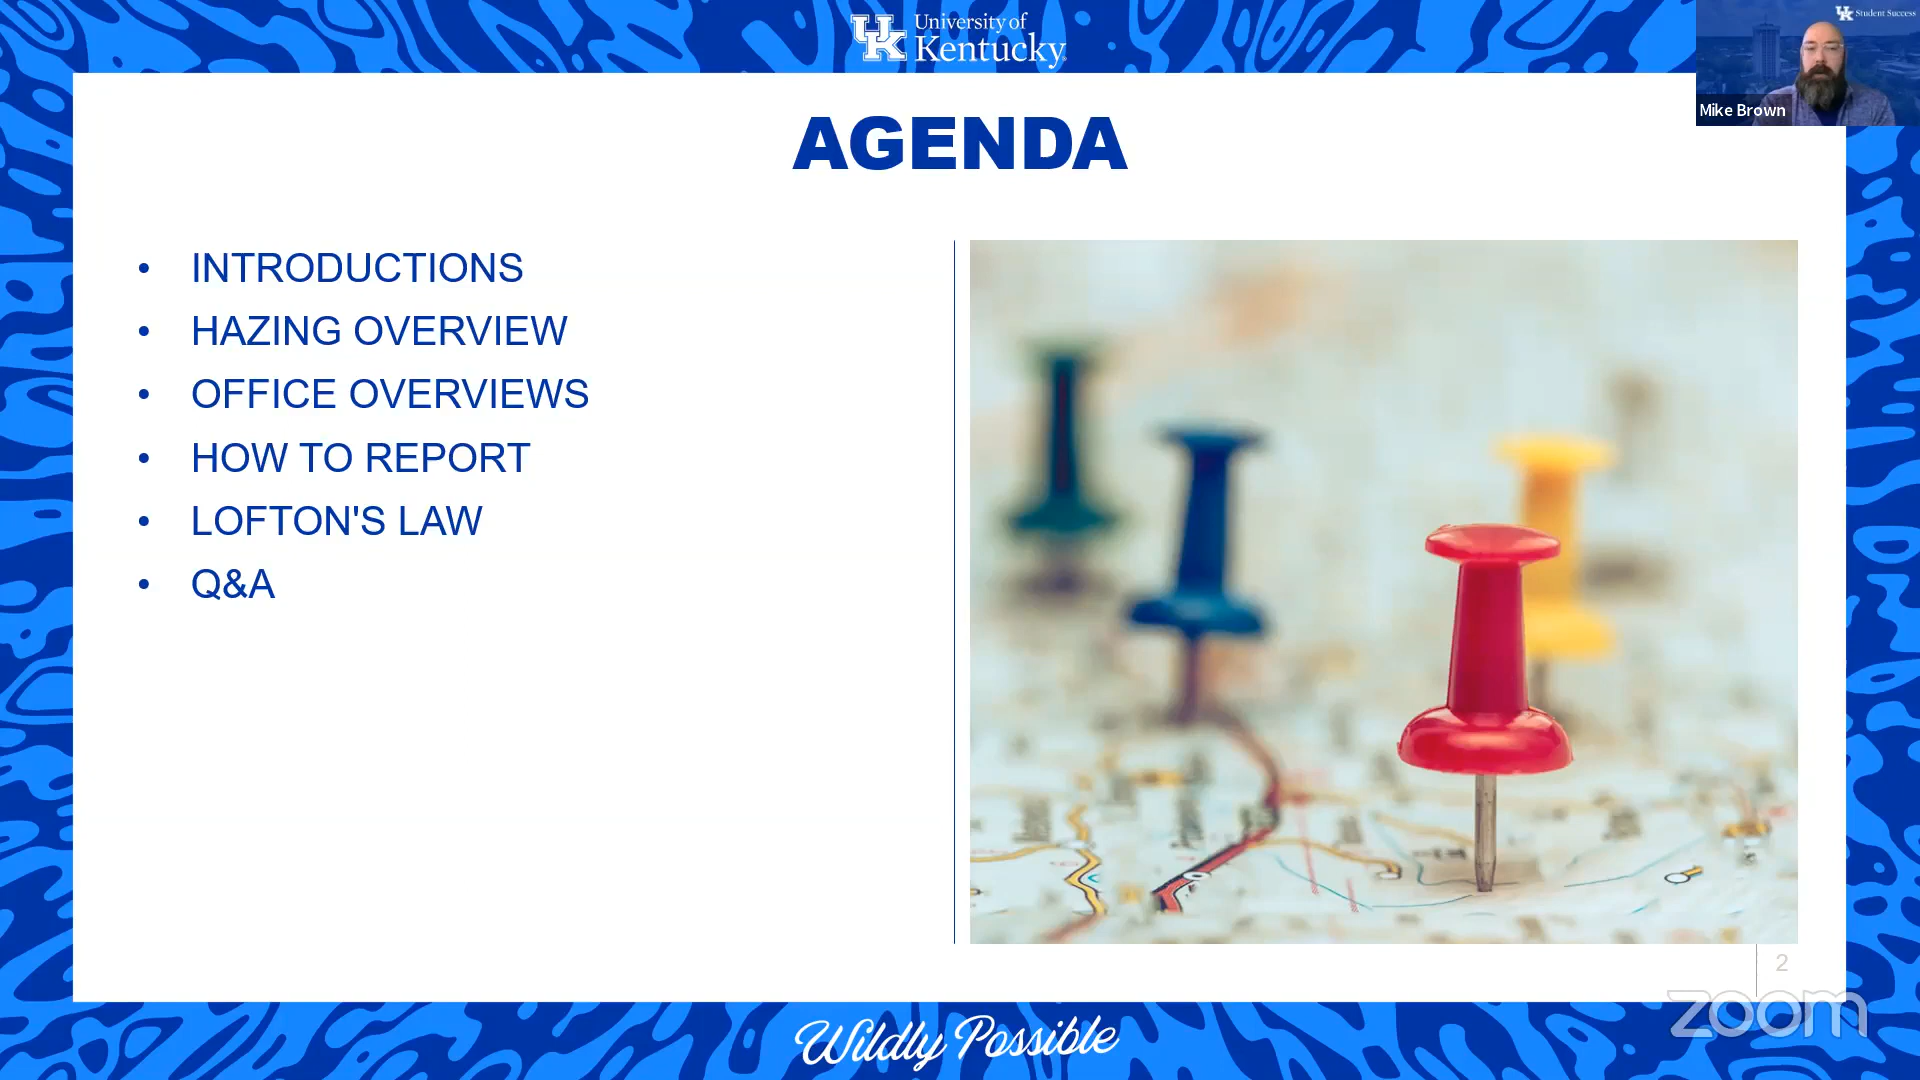 University of
Kentucky
UK Student Success
Mike Brown
AGENDA
• INTRODUCTIONS
• HAZING OVERVIEW
• OFFICE OVERVIEWS
• HOW TO REPORT
• LOFTON'S LAW
• Q&A
2
zoom
Wildly Possible